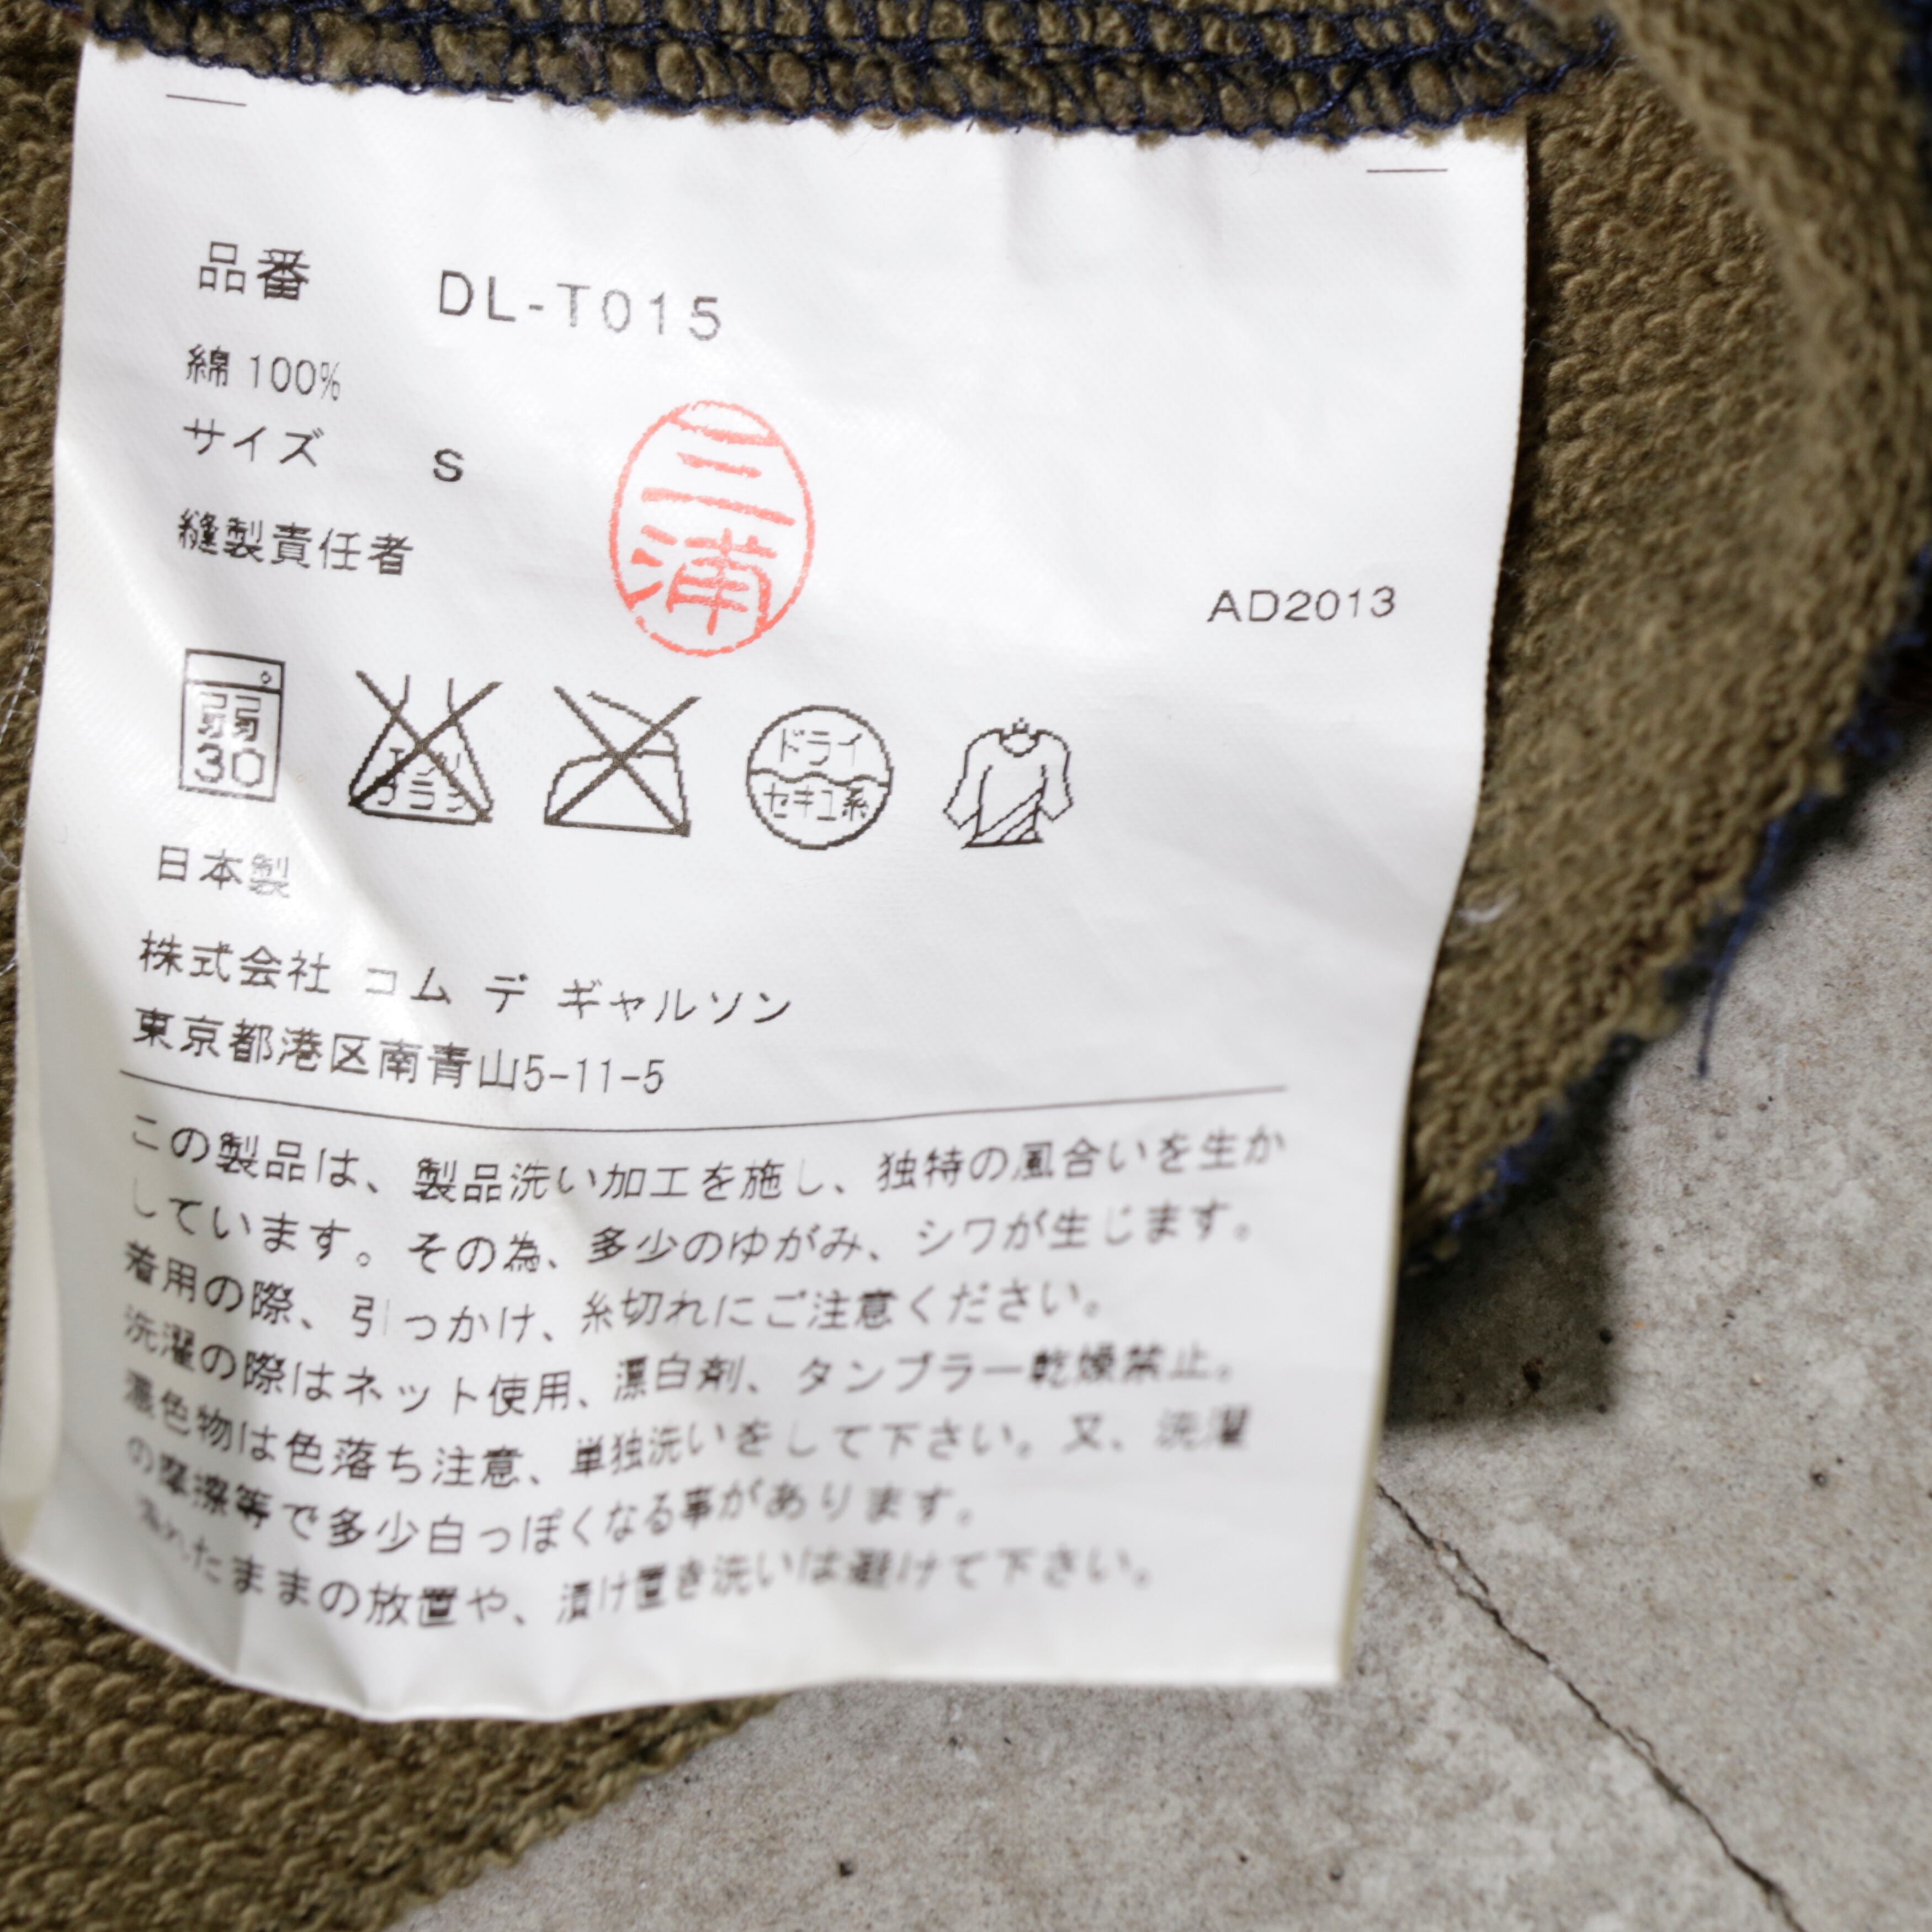 品番 DL-T015
綿 100%
サイズ S
縫製責任者
三浦
AD2013
弱
30
エンソ
サラシ
ドライ
セキユ系
日本製
株式会社 コム デ ギャルソン
東京都港区南青山5-11-5
この製品は、製品洗い加工を施し、独特の風合いを生か
しています。その為、多少のゆがみ、シワが生じます。
着用の際、引っかけ、糸切れにご注意ください。
洗濯の際はネット使用、漂白剤、タンブラー乾燥禁止。
濃色物は色落ち注意、単独洗いをして下さい。又、洗濯
の摩擦等で多少白っぽくなる事があります。
濡れたままの放置や、漬け置き洗いは避けて下さい。